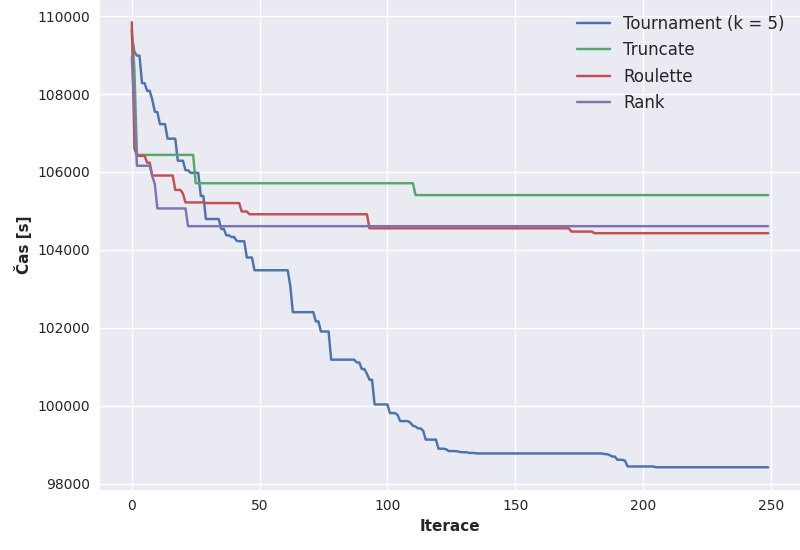 110000
108000
106000
104000
102000
100000
98000
Čas [s]
Tournament (k = 5)
Truncate
Roulette
Rank
0 50 100 150 200 250
Iterace